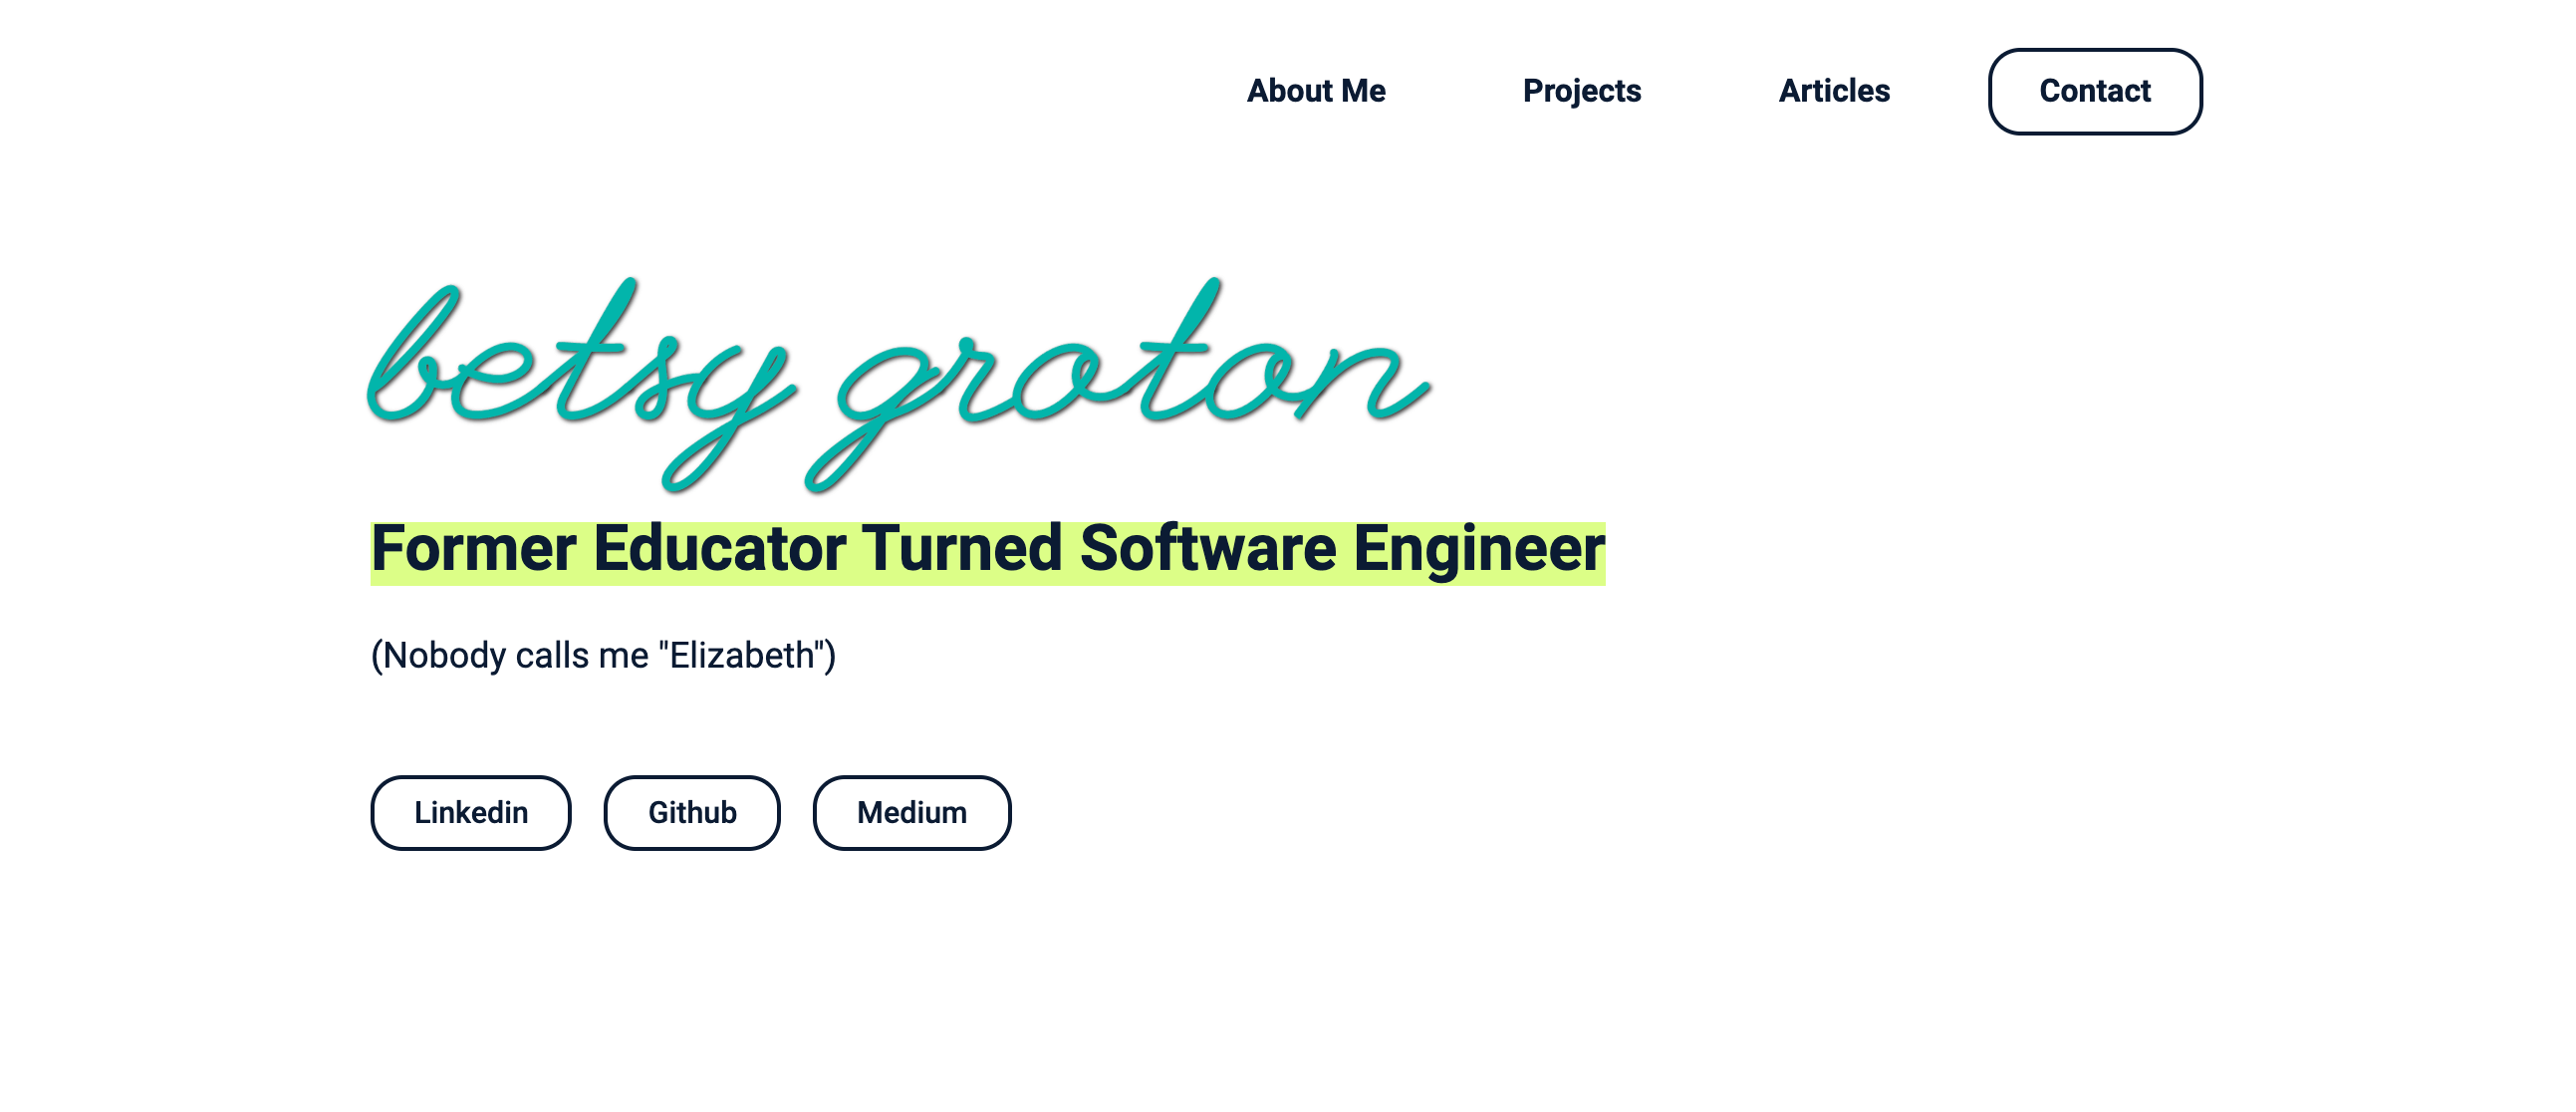 About Me Projects Articles Contact
betsy groton
Former Educator Turned Software Engineer
(Nobody calls me "Elizabeth")
Linkedin Github Medium